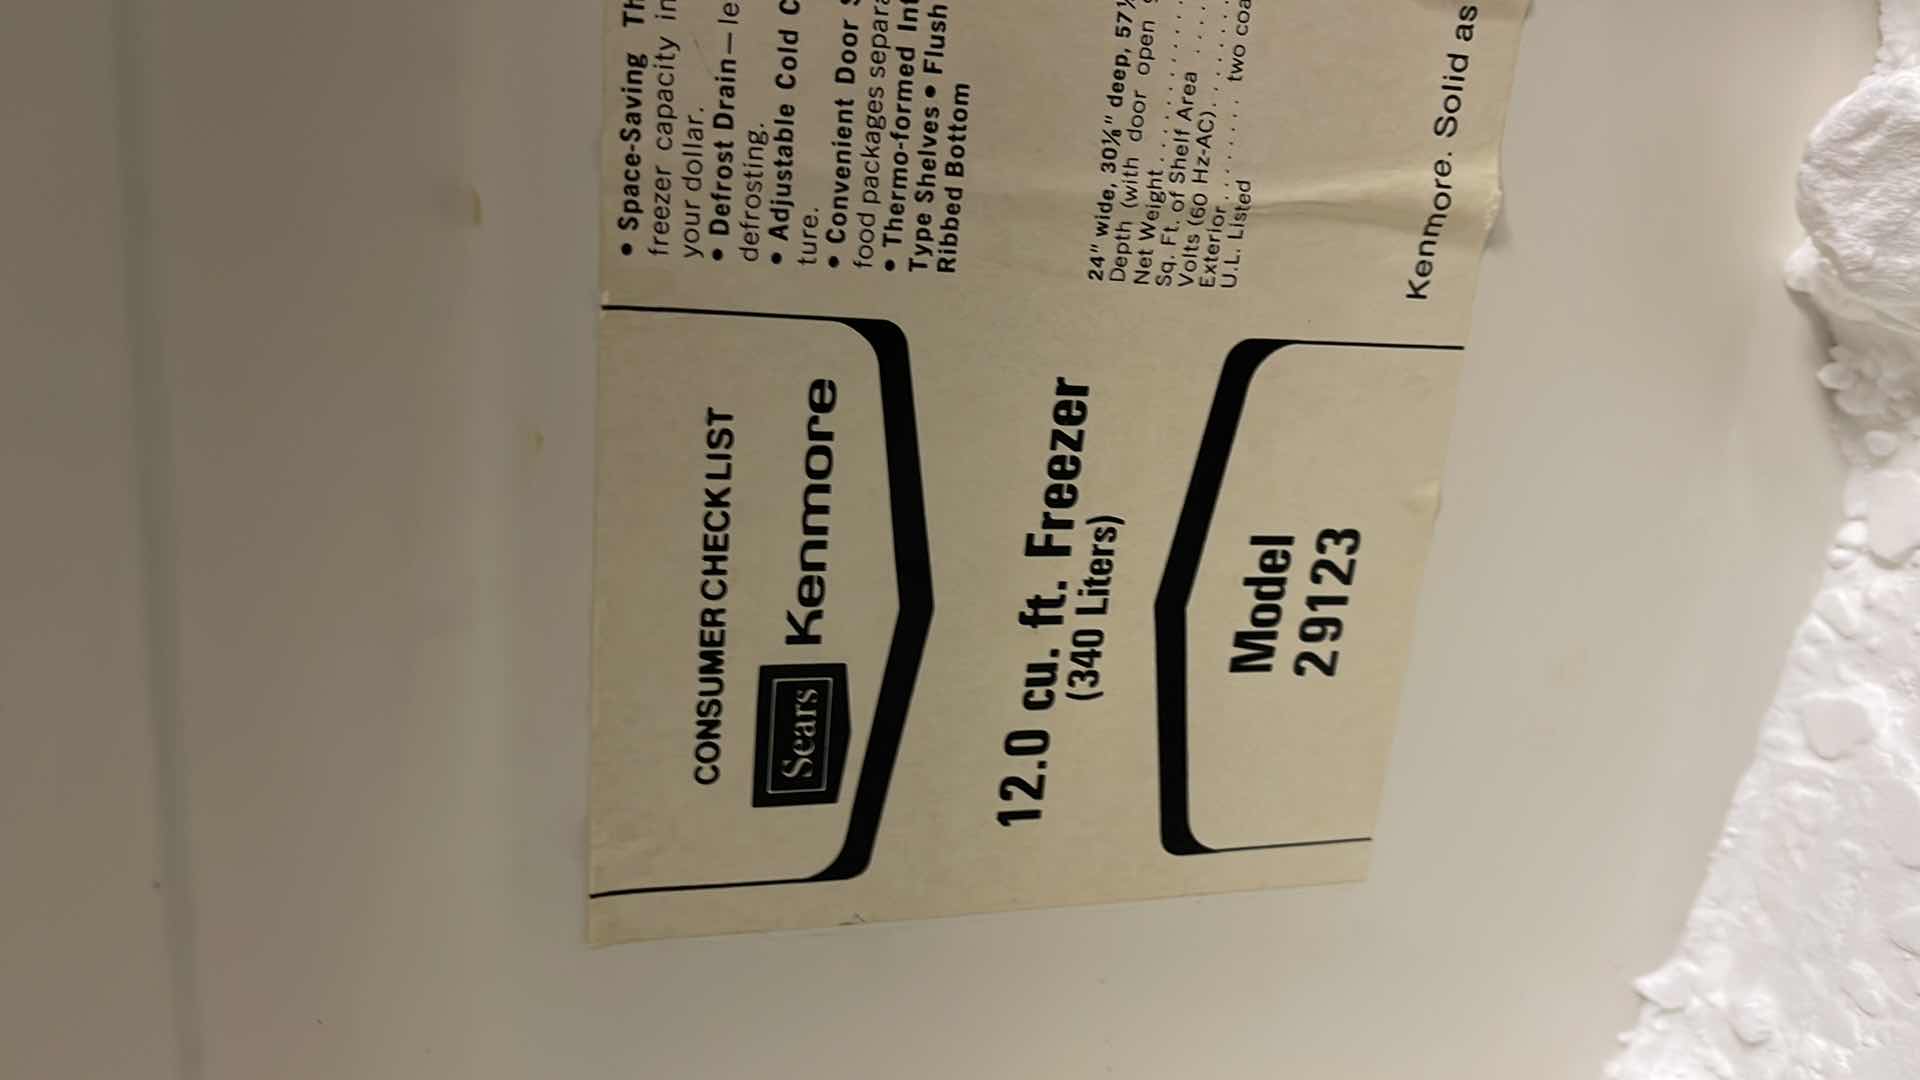 CONSUMER CHECK LIST
Sears Kenmore
12.0 cu. ft. Freezer
(340 Liters)
Model
29123
• Space-Saving
freezer capacity in
your dollar.
• Defrost Drain—
defrosting.
• Adjustable Cold
ture.
• Convenient Door
food packages
• Thermo-formed
Type Shelves • Flush
Ribbed Bottom
24" wide, 30⅛" deep,
Depth (with door open
Net Weight..........
Sq. Ft. of Shelf Area
Volts (60 Hz-AC).......
Exterior........ two
U.L. Listed
Kenmore. Solid as